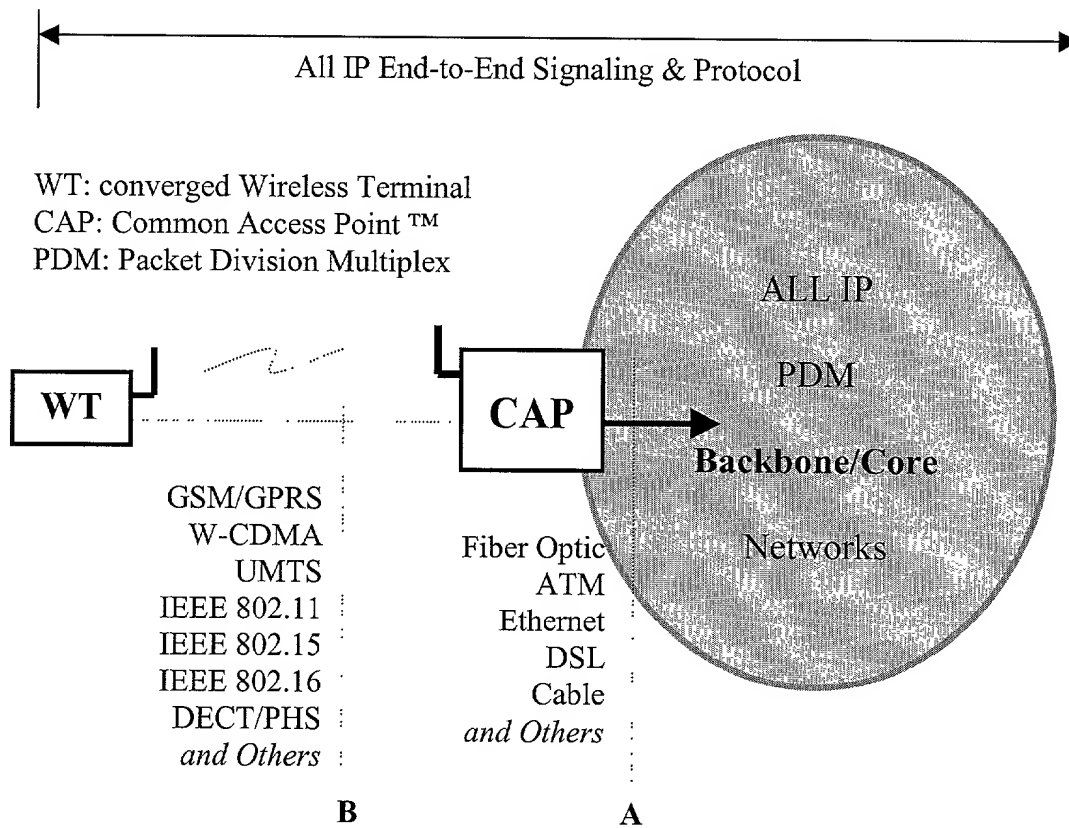 All IP End-to-End Signaling & Protocol
WT: converged Wireless Terminal
CAP: Common Access Point ™
PDM: Packet Division Multiplex
ALL IP
PDM
WT
CAP
Backbone/Core
Networks
GSM/GPRS
W-CDMA
UMTS
IEEE 802.11
IEEE 802.15
IEEE 802.16
DECT/PHS
and Others
Fiber Optic
ATM
Ethernet
DSL
Cable
and Others
B
A